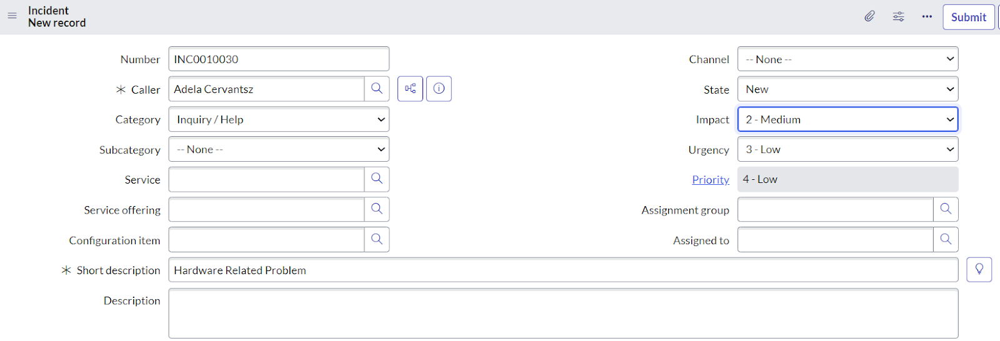 Incident
New record
Submit
Number
INC0010030
Channel
-- None --
Caller
Adela Cervantsz
State
New
Category
Inquiry / Help
Impact
2 - Medium
Subcategory
-- None --
Urgency
3 - Low
Service
Priority
4 - Low
Service offering
Assignment group
Configuration item
Assigned to
Short description
Hardware Related Problem
Description